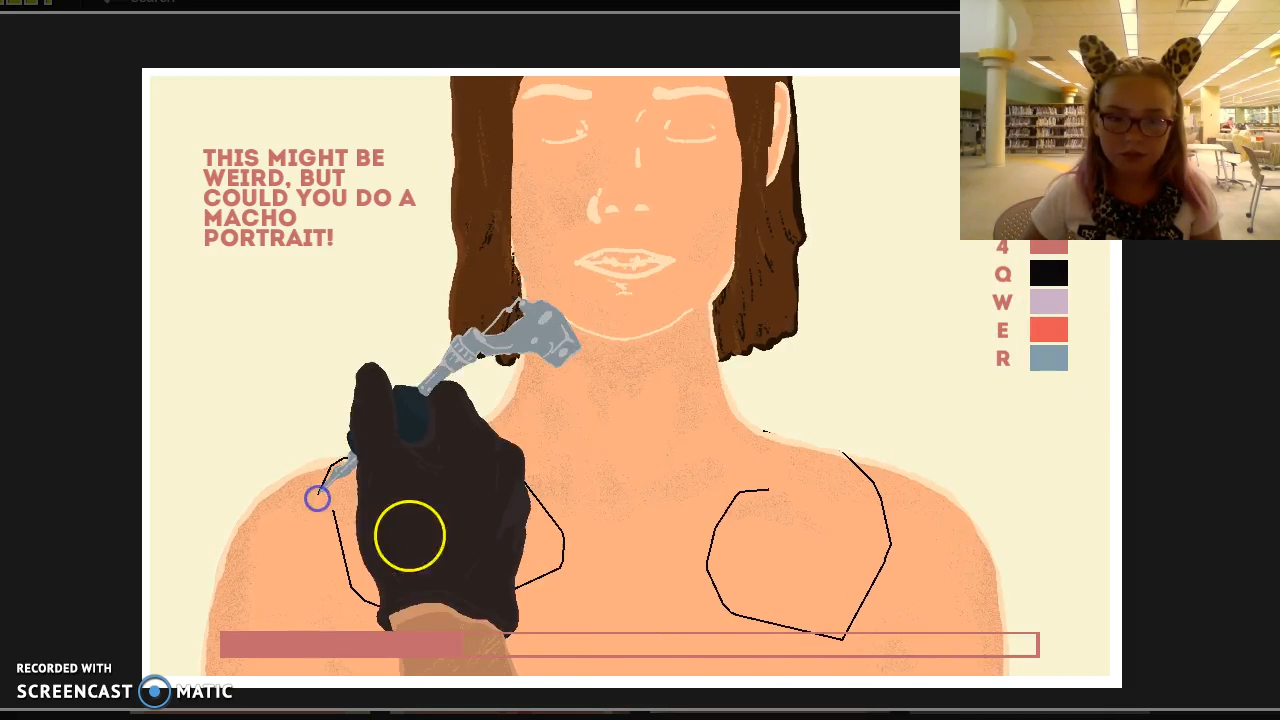 THIS MIGHT BE
WEIRD, BUT
COULD YOU DO A
MACHO
PORTRAIT!
4
Q
W
E
R
RECORDED WITH
SCREENCAST MATIC